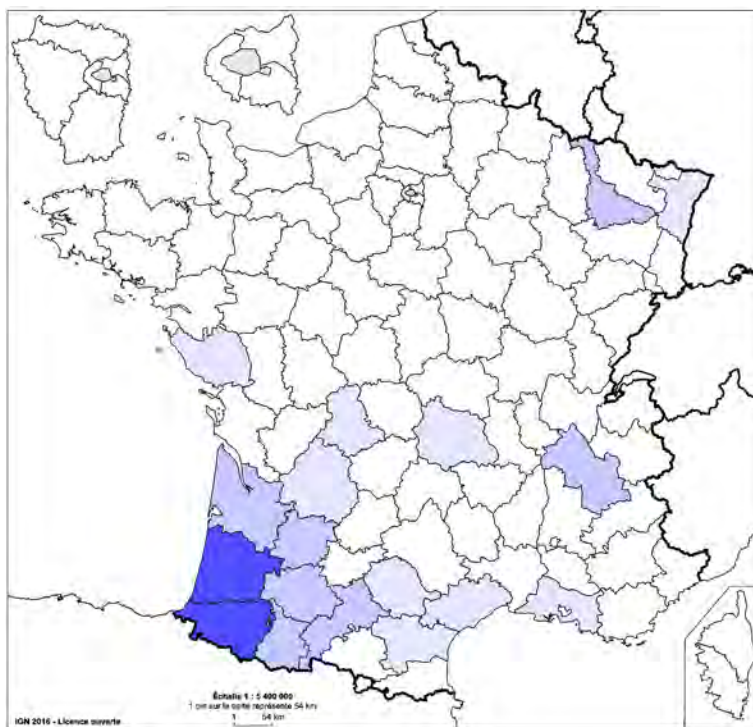 Échelle 1 : 5 400 000
1 cm sur la carte représente 54 km
1 54 km
IGN 2016 - Licence ouverte